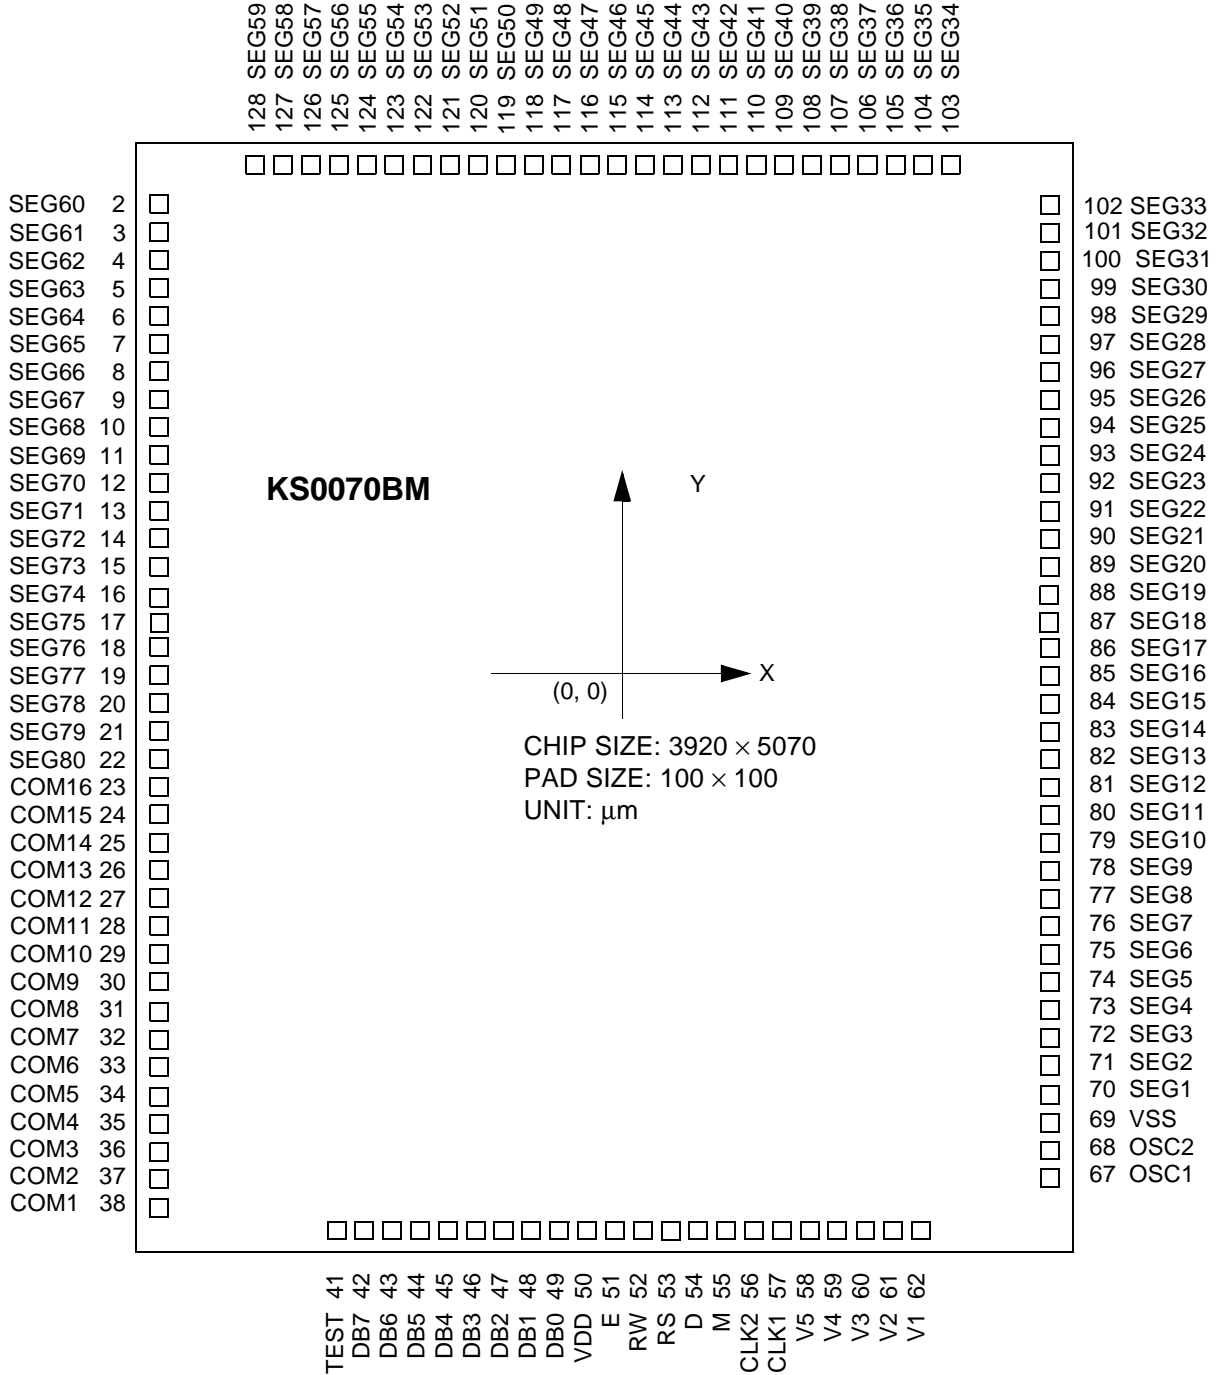 128 SEG59
127 SEG58
126 SEG57
125 SEG56
124 SEG55
123 SEG54
122 SEG53
121 SEG52
120 SEG51
119 SEG50
118 SEG49
117 SEG48
116 SEG47
115 SEG46
114 SEG45
113 SEG44
112 SEG43
111 SEG42
110 SEG41
109 SEG40
108 SEG39
107 SEG38
106 SEG37
105 SEG36
104 SEG35
103 SEG34
SEG60 2
SEG61 3
SEG62 4
SEG63 5
SEG64 6
SEG65 7
SEG66 8
SEG67 9
SEG68 10
SEG69 11
SEG70 12
SEG71 13
SEG72 14
SEG73 15
SEG74 16
SEG75 17
SEG76 18
SEG77 19
SEG78 20
SEG79 21
SEG80 22
COM16 23
COM15 24
COM14 25
COM13 26
COM12 27
COM11 28
COM10 29
COM9 30
COM8 31
COM7 32
COM6 33
COM5 34
COM4 35
COM3 36
COM2 37
COM1 38
KS0070BM
Y
X
(0, 0)
CHIP SIZE: 3920 × 5070
PAD SIZE: 100 × 100
UNIT: μm
102 SEG33
101 SEG32
100 SEG31
99 SEG30
98 SEG29
97 SEG28
96 SEG27
95 SEG26
94 SEG25
93 SEG24
92 SEG23
91 SEG22
90 SEG21
89 SEG20
88 SEG19
87 SEG18
86 SEG17
85 SEG16
84 SEG15
83 SEG14
82 SEG13
81 SEG12
80 SEG11
79 SEG10
78 SEG9
77 SEG8
76 SEG7
75 SEG6
74 SEG5
73 SEG4
72 SEG3
71 SEG2
70 SEG1
69 VSS
68 OSC2
67 OSC1
TEST 41
DB7 42
DB6 43
DB5 44
DB4 45
DB3 46
DB2 47
DB1 48
DB0 49
VDD 50
E 51
RW 52
RS 53
D 54
M 55
CLK2 56
CLK1 57
V5 58
V4 59
V3 60
V2 61
V1 62